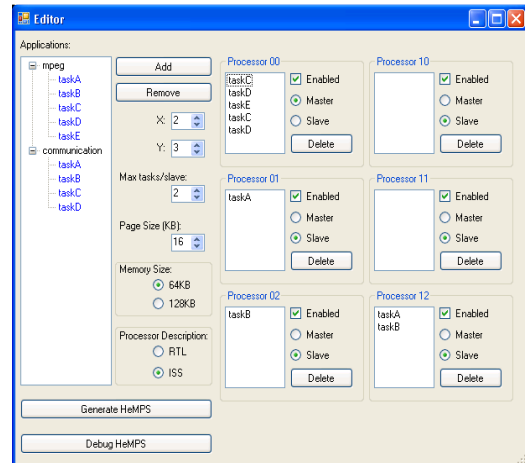 Editor
Applications:
mpeg
taskA
taskB
taskC
taskD
taskE
communication
taskA
taskB
taskC
taskD
Add
Remove
X: 2
Y: 3
Max tasks/slave:
2
Page Size (KB):
16
Memory Size:
64KB
128KB
Processor Description:
RTL
ISS
Generate HeMPS
Debug HeMPS
Processor 00
taskC
taskD
taskE
taskC
taskD
Enabled
Master
Slave
Delete
Processor 10
Enabled
Master
Slave
Delete
Processor 01
taskA
Enabled
Master
Slave
Delete
Processor 11
Enabled
Master
Slave
Delete
Processor 02
taskB
Enabled
Master
Slave
Delete
Processor 12
taskA
taskB
Enabled
Master
Slave
Delete